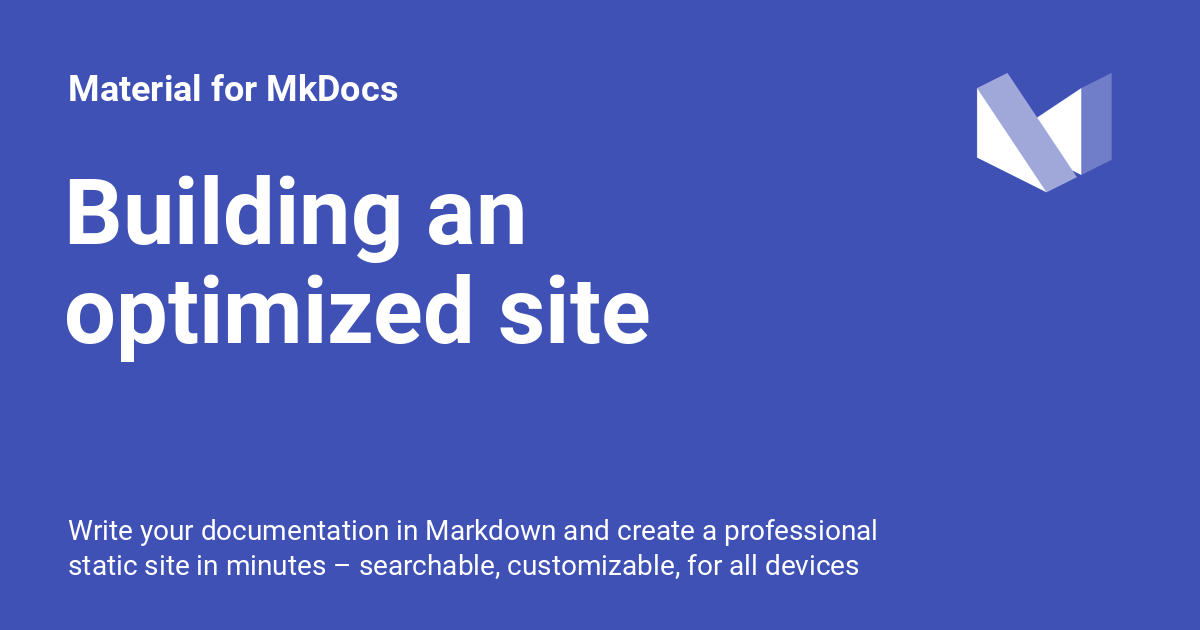 Material for MkDocs
Building an
optimized site
Write your documentation in Markdown and create a professional
static site in minutes – searchable, customizable, for all devices